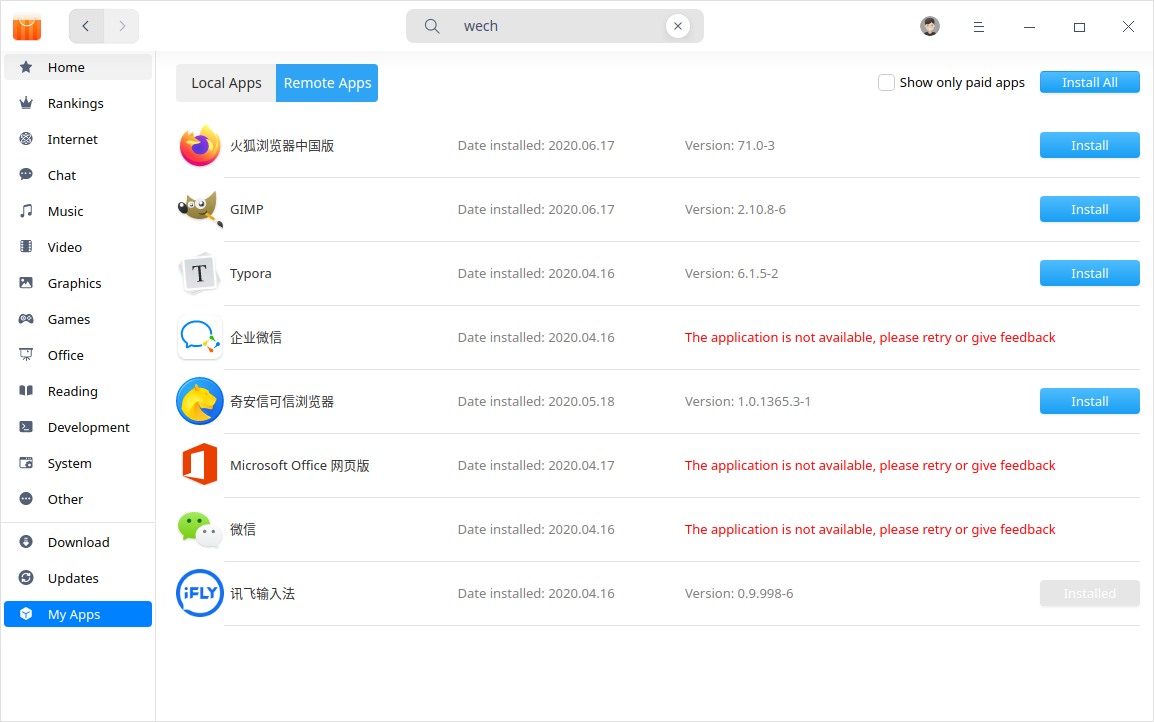 wech
Home
Rankings
Internet
Chat
Music
Video
Graphics
Games
Office
Reading
Development
System
Other
Download
Updates
My Apps
Local Apps Remote Apps Show only paid apps Install All
火狐浏览器中国版 Date installed: 2020.06.17 Version: 71.0-3 Install
GIMP Date installed: 2020.06.17 Version: 2.10.8-6 Install
T Typora Date installed: 2020.04.16 Version: 6.1.5-2 Install
企业微信 Date installed: 2020.04.16 The application is not available, please retry or give feedback
奇安信可信浏览器 Date installed: 2020.05.18 Version: 1.0.1365.3-1 Install
Microsoft Office 网页版 Date installed: 2020.04.17 The application is not available, please retry or give feedback
微信 Date installed: 2020.04.16 The application is not available, please retry or give feedback
iFLY 讯飞输入法 Date installed: 2020.04.16 Version: 0.9.998-6 Installed